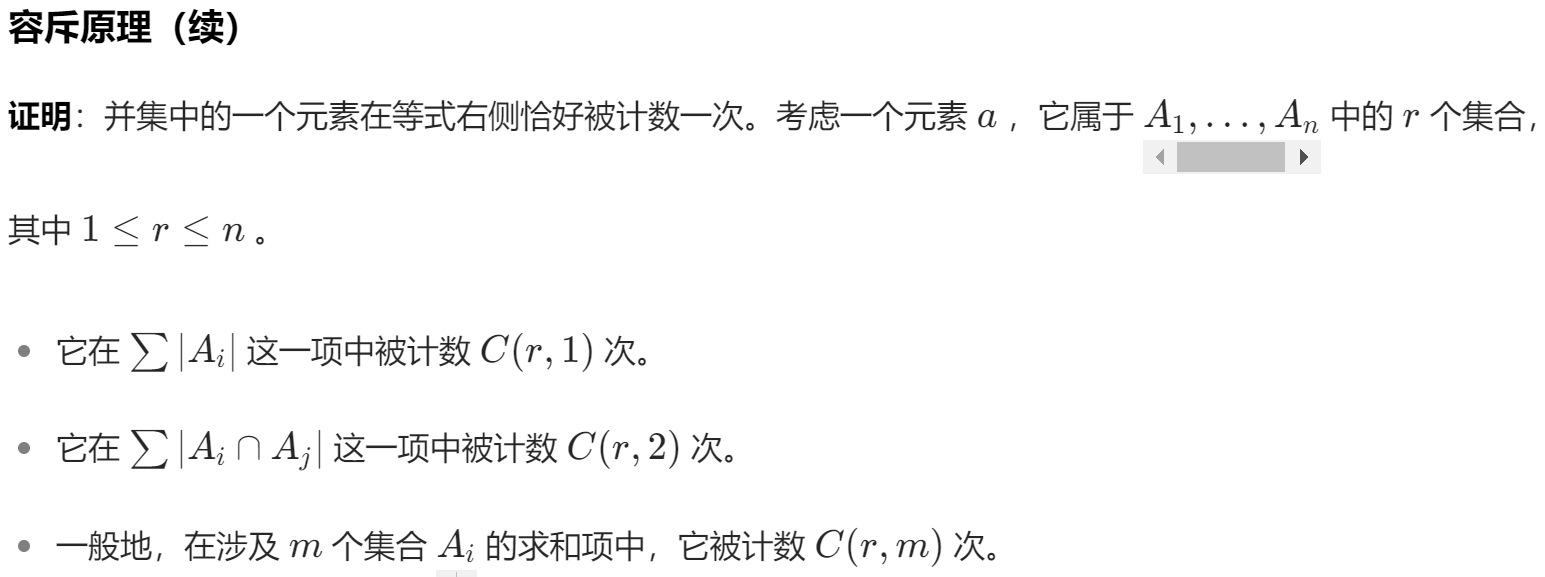 容斥原理（续）
证明：并集中的一个元素在等式右侧恰好被计数一次。考虑一个元素 a ，它属于 A₁, . . . , Aₙ 中的 r 个集合，
其中 1 ≤ r ≤ n 。
• 它在 ∑ |Aᵢ| 这一项中被计数 C(r, 1) 次。
• 它在 ∑ |Aᵢ ∩ Aⱼ| 这一项中被计数 C(r, 2) 次。
• 一般地，在涉及 m 个集合 Aᵢ 的求和项中，它被计数 C(r, m) 次。